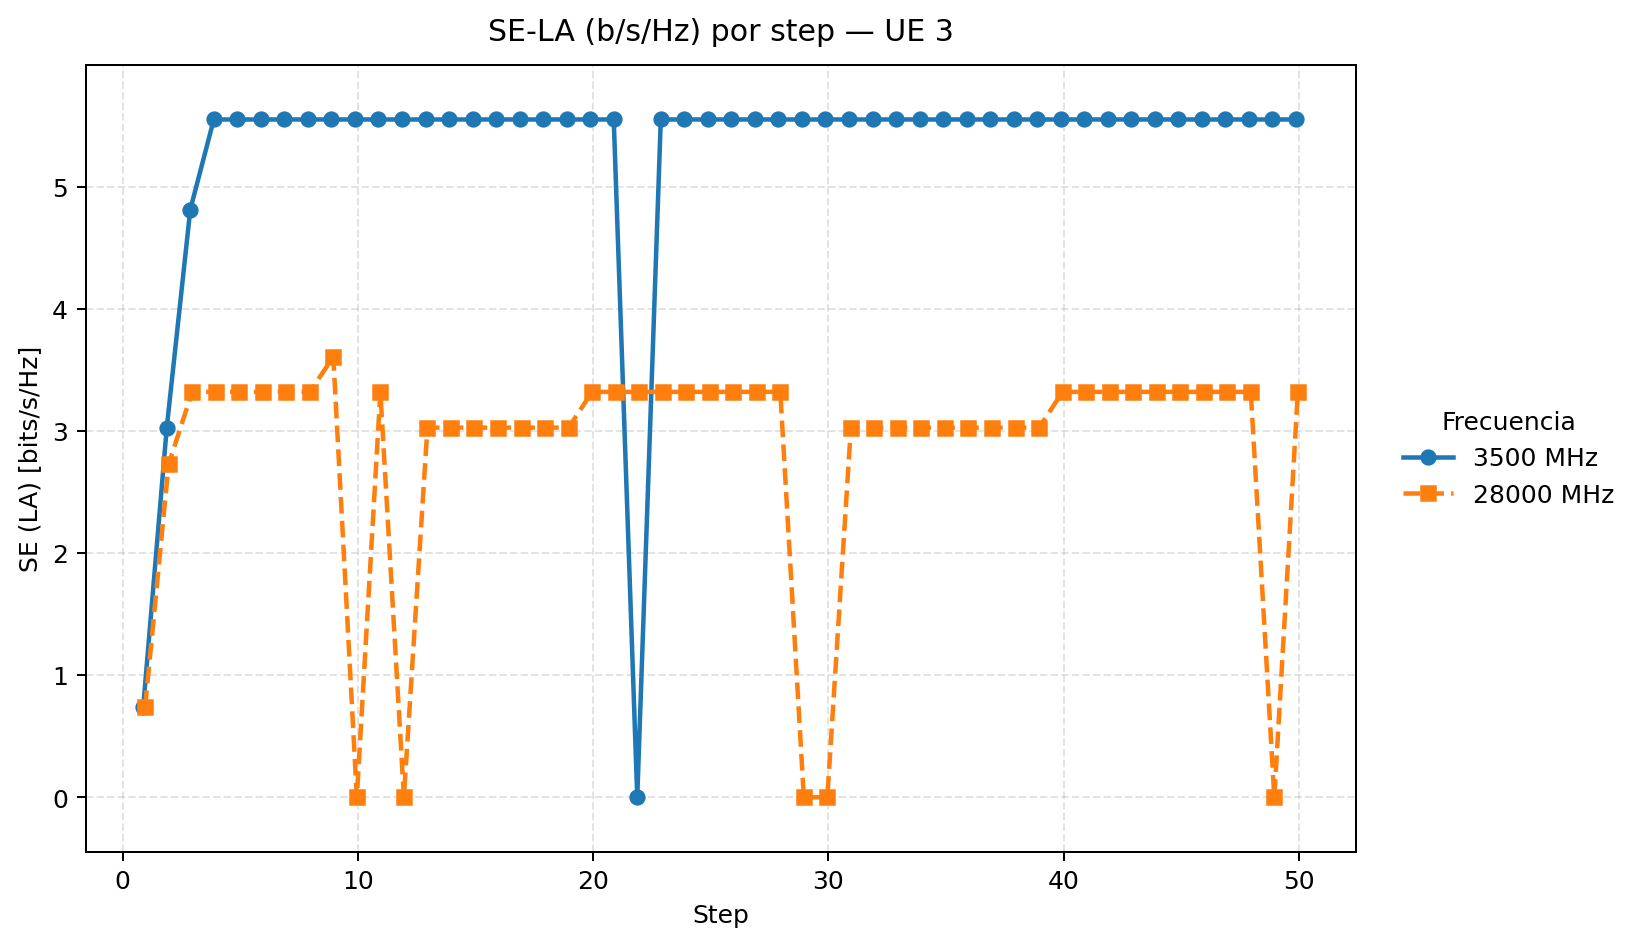 SE-LA (b/s/Hz) por step — UE 3
SE (LA) [bits/s/Hz]
5
4
3
2
1
0
0 10 20 30 40 50
Step
Frecuencia
3500 MHz
28000 MHz